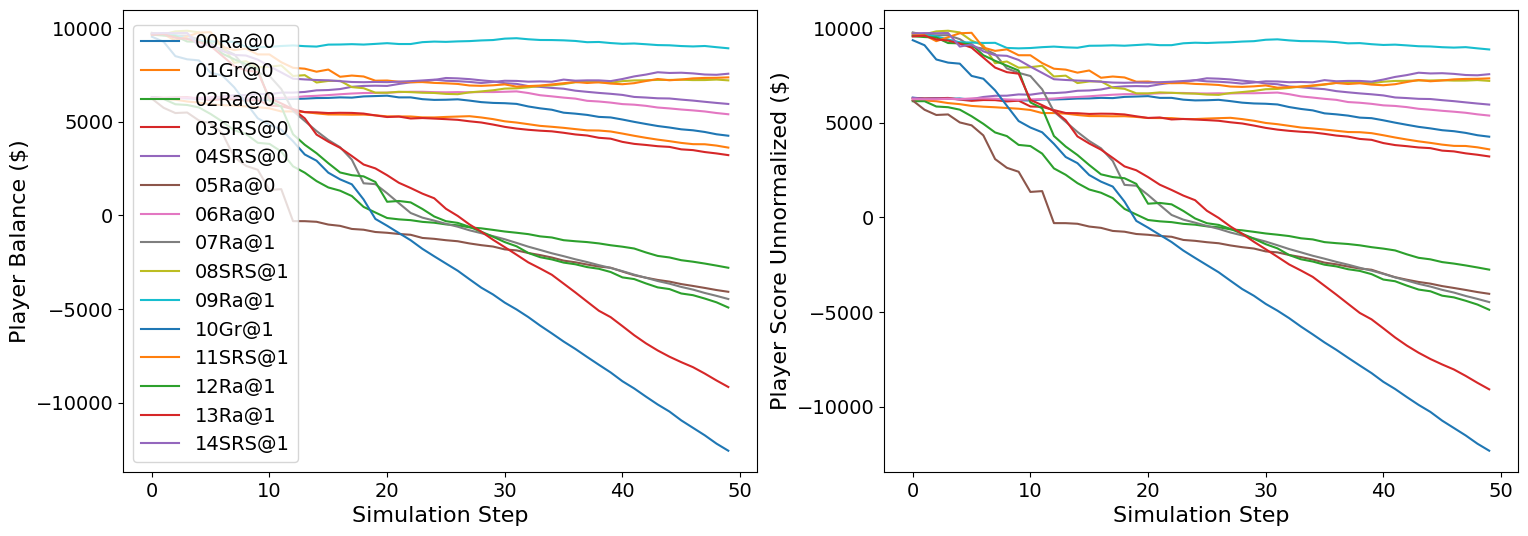 Player Balance ($)
10000
5000
0
−5000
−10000
00Ra@0
01Gr@0
02Ra@0
03SRS@0
04SRS@0
05Ra@0
06Ra@0
07Ra@1
08SRS@1
09Ra@1
10Gr@1
11SRS@1
12Ra@1
13Ra@1
14SRS@1
0
10
20
30
40
50
Simulation Step
Player Score Unnormalized ($)
10000
5000
0
−5000
−10000
0
10
20
30
40
50
Simulation Step